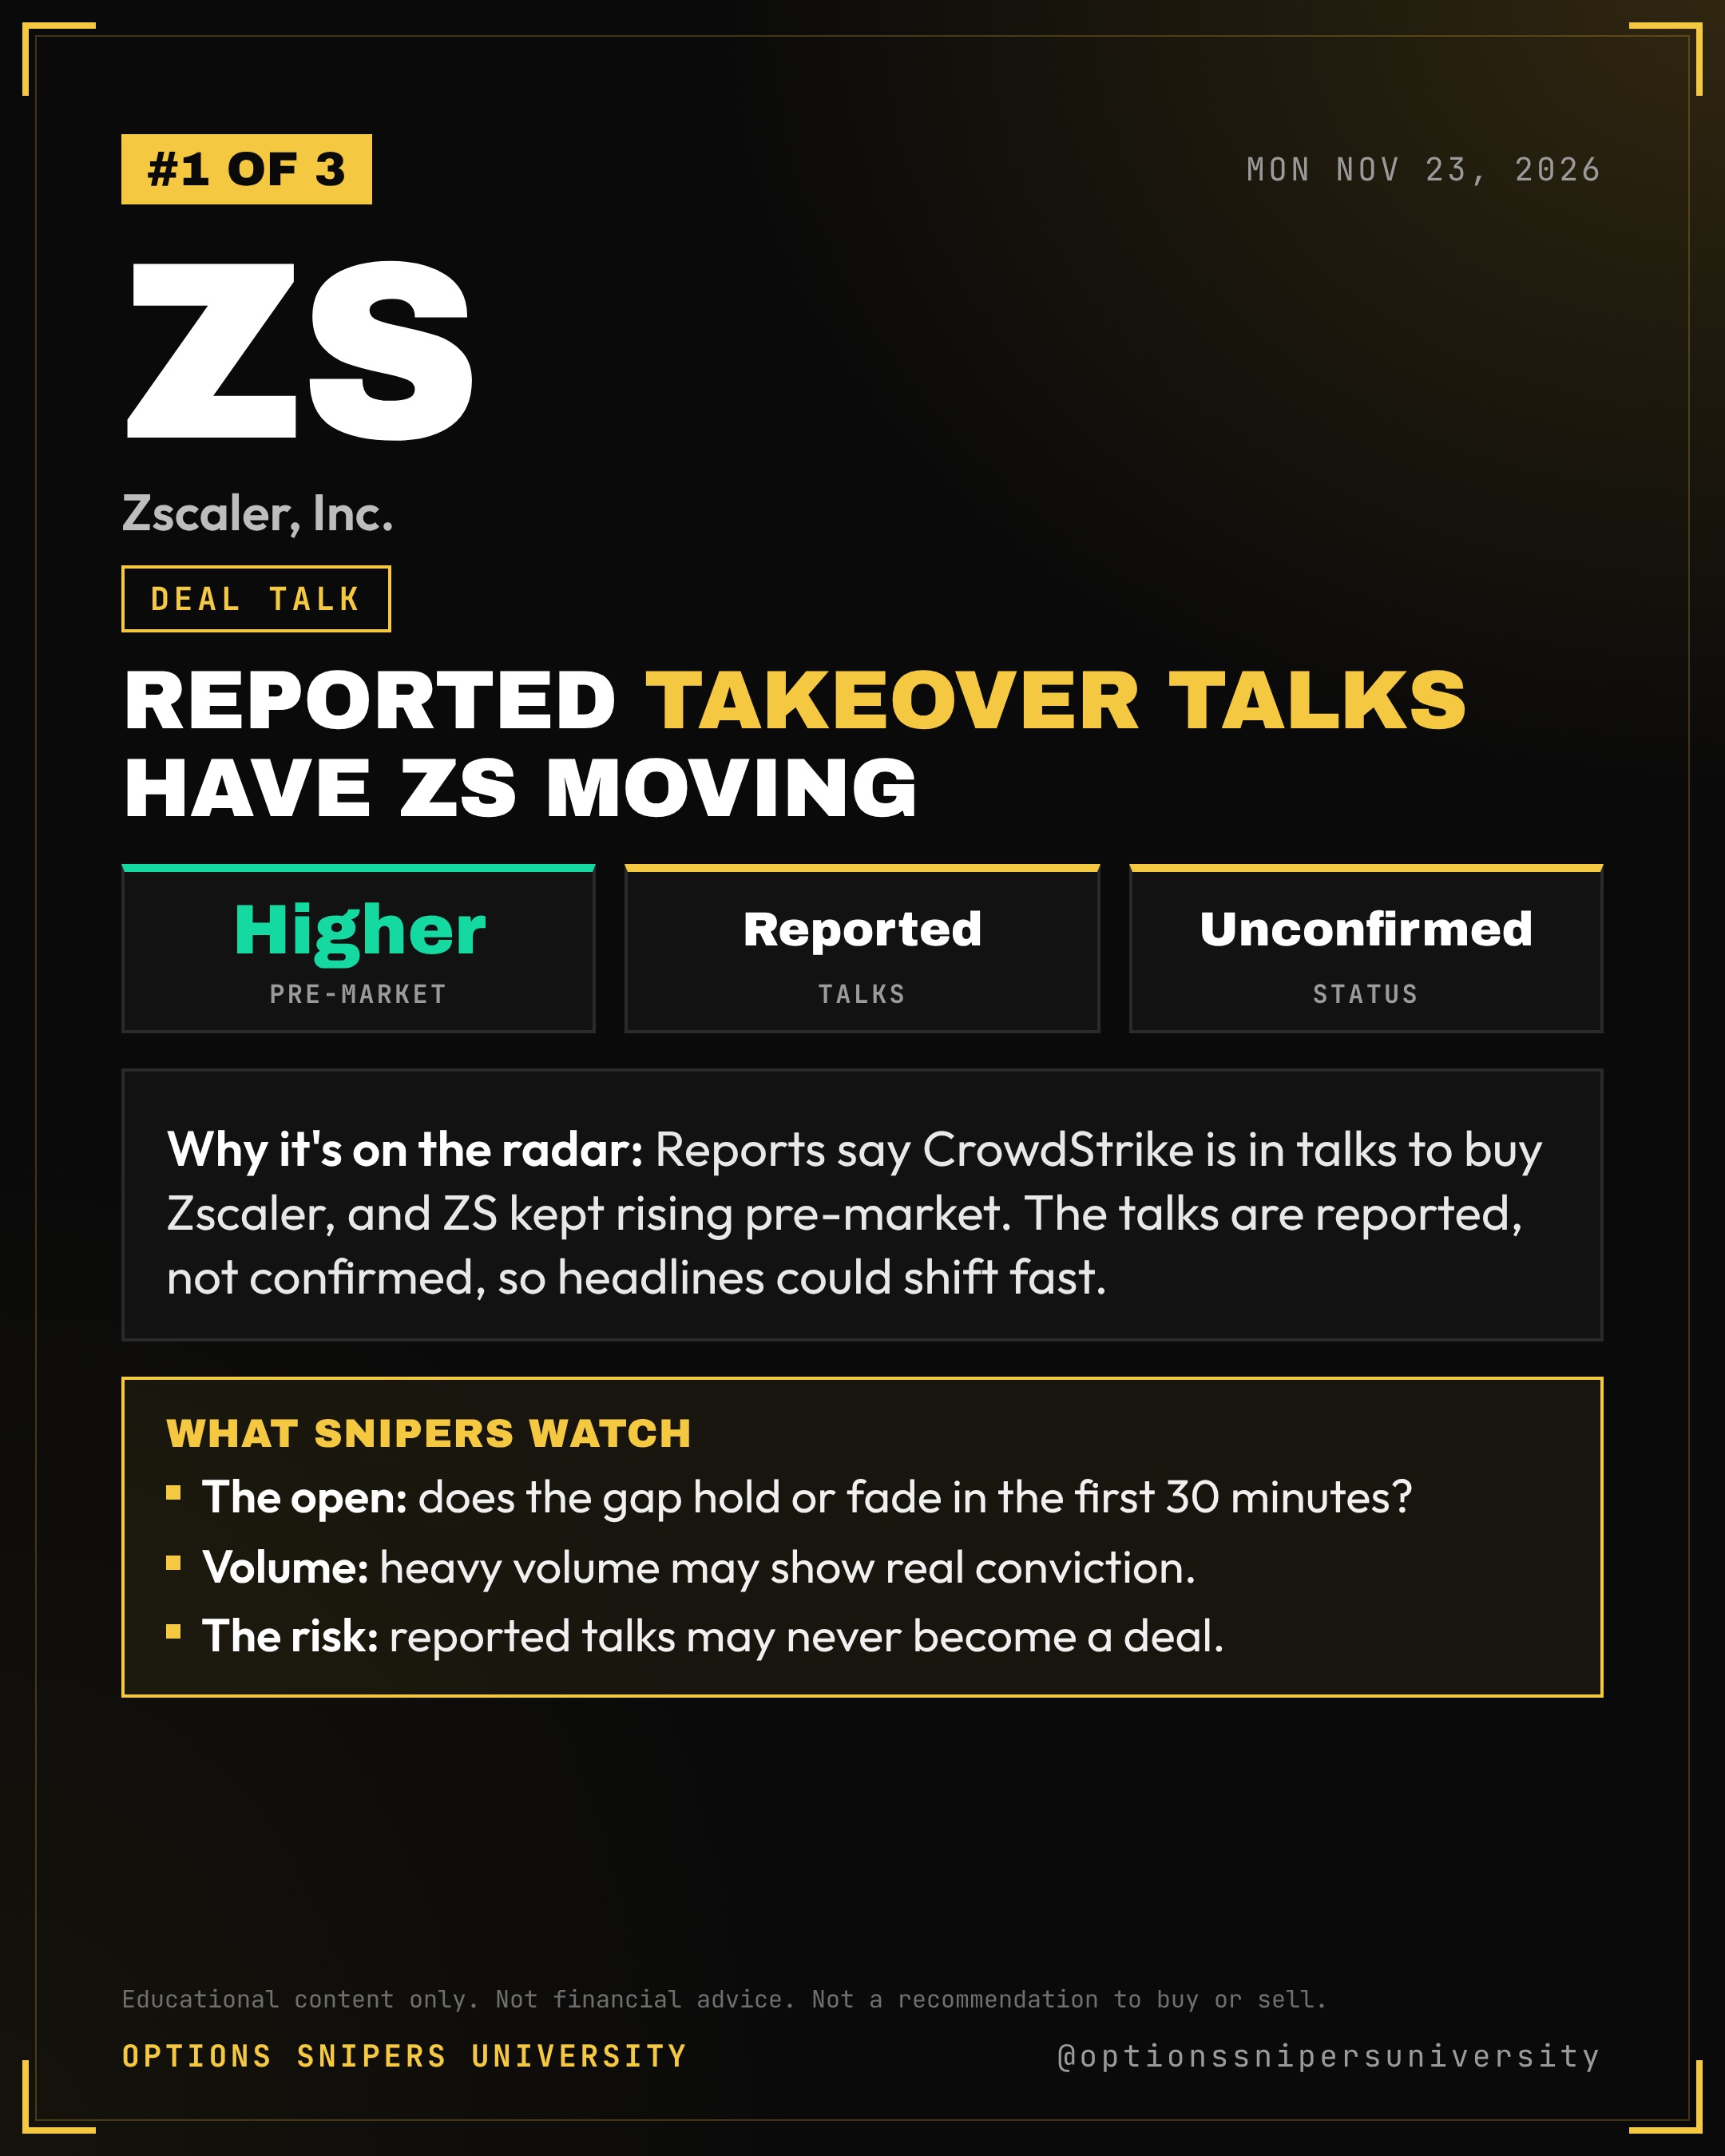 #1 OF 3
MON NOV 23, 2026
ZS
Zscaler, Inc.
DEAL TALK
REPORTED TAKEOVER TALKS
HAVE ZS MOVING
Higher
PRE-MARKET
Reported
TALKS
Unconfirmed
STATUS
Why it's on the radar: Reports say CrowdStrike is in talks to buy
Zscaler, and ZS kept rising pre-market. The talks are reported,
not confirmed, so headlines could shift fast.
WHAT SNIPERS WATCH
The open: does the gap hold or fade in the first 30 minutes?
Volume: heavy volume may show real conviction.
The risk: reported talks may never become a deal.
Educational content only. Not financial advice. Not a recommendation to buy or sell.
OPTIONS SNIPERS UNIVERSITY
@optionssnipersuniversity